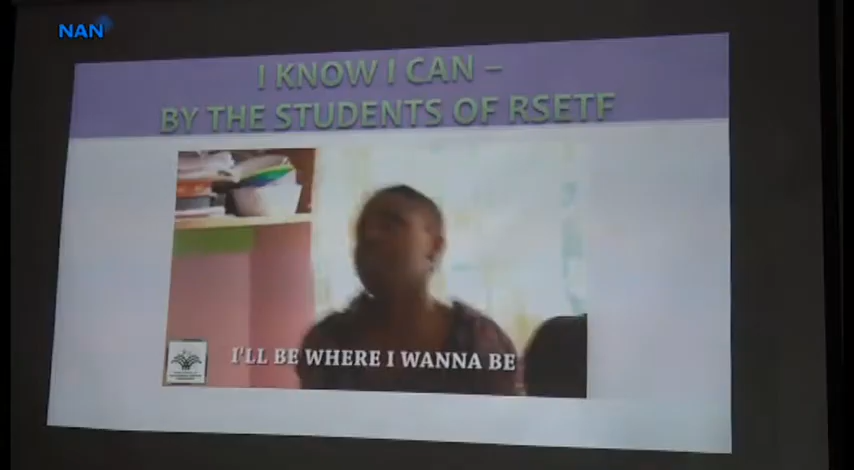 NAN
I KNOW I CAN –
BY THE STUDENTS OF RSETF
I'LL BE WHERE I WANNA BE